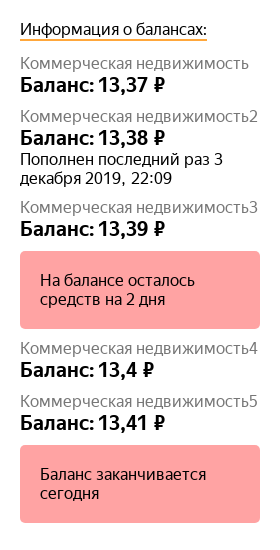 Информация о балансах:
Коммерческая недвижимость
Баланс: 13,37 ₽
Коммерческая недвижимость2
Баланс: 13,38 ₽
Пополнен последний раз 3
декабря 2019, 22:09
Коммерческая недвижимость3
Баланс: 13,39 ₽
На балансе осталось
средств на 2 дня
Коммерческая недвижимость4
Баланс: 13,4 ₽
Коммерческая недвижимость5
Баланс: 13,41 ₽
Баланс заканчивается
сегодня